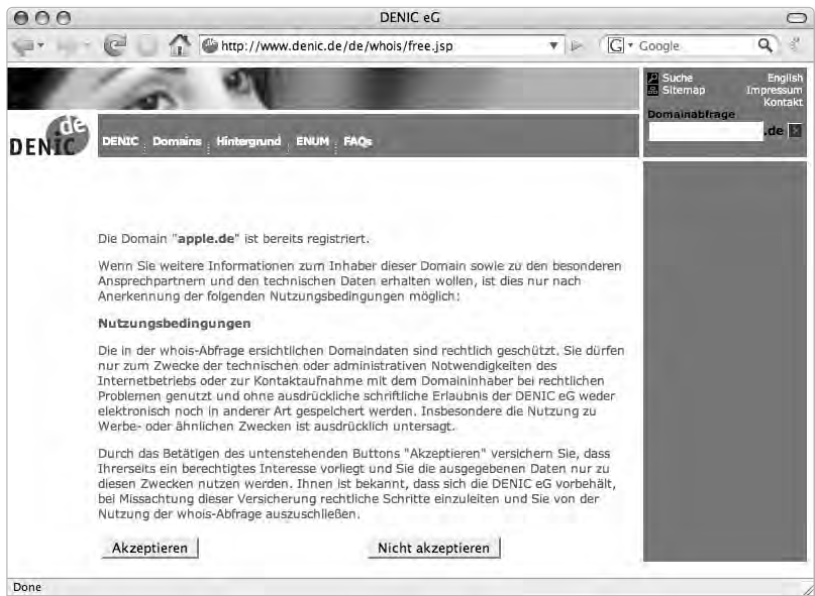 DENIC eG
http://www.denic.de/de/whois/free.jsp
G Google
Suche
English
Sitemap
Impressum
Kontakt
Domainabfrage
.de
DENIC de
DENIC Domains Hintergrund ENUM FAQs
Die Domain "apple.de" ist bereits registriert.
Wenn Sie weitere Informationen zum Inhaber dieser Domain sowie zu den besonderen
Ansprechpartnern und den technischen Daten erhalten wollen, ist dies nur nach
Anerkennung der folgenden Nutzungsbedingungen möglich:
Nutzungsbedingungen
Die in der whois-Abfrage ersichtlichen Domaindaten sind rechtlich geschützt. Sie dürfen
nur zum Zwecke der technischen oder administrativen Notwendigkeiten des
Internetbetriebs oder zur Kontaktaufnahme mit dem Domaininhaber bei rechtlichen
Problemen genutzt und ohne ausdrückliche schriftliche Erlaubnis der DENIC eG weder
elektronisch noch in anderer Art gespeichert werden. Insbesondere die Nutzung zu
Werbe- oder ähnlichen Zwecken ist ausdrücklich untersagt.
Durch das Betätigen des untenstehenden Buttons "Akzeptieren" versichern Sie, dass
Ihrerseits ein berechtigtes Interesse vorliegt und Sie die ausgegebenen Daten nur zu
diesen Zwecken nutzen werden. Ihnen ist bekannt, dass sich die DENIC eG vorbehält,
bei Missachtung dieser Versicherung rechtliche Schritte einzuleiten und Sie von der
Nutzung der whois-Abfrage auszuschließen.
Akzeptieren
Nicht akzeptieren
Done